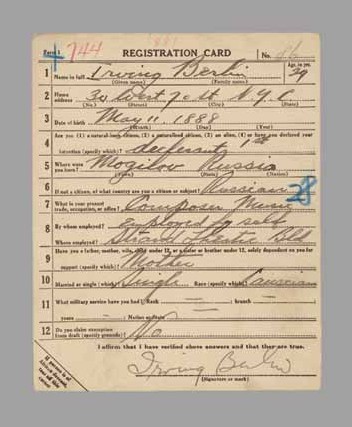 Form 1 744 REGISTRATION CARD No.
1 Name in full Irving Berlin Age, in yrs. 29
(Given name) (Family name)
2 Home address 30 West 70 St N.Y.C.
(No.) (Street) (City) (State)
3 Date of birth May 11, 1888
(Month) (Day) (Year)
4 Are you (1) a natural-born citizen, (2) a naturalized citizen, (3) an alien, (4) or have you declared your
intention (specify which)? declarant 1st
5 Where were you born? Mogilov Russia
(Town) (State) (Nation)
6 If not a citizen, of what country are you a citizen or subject? Russian
28
7 What is your present trade, occupation, or office? Composer Music
8 By whom employed? Employed by self
Where employed? Strand Theatre Bld
9 Have you a father, mother, wife, child under 12, or a sister or brother under 12, solely dependent on you for
support (specify which)? Mother
10 Married or single (which)? Single Race (specify which)? Caucasian
11 What military service have you had? Rank ; branch
years ; Nation or State
12 Do you claim exemption from draft (specify grounds)? No
I affirm that I have verified above answers and that they are true.
Irving Berlin
(Signature or mark)